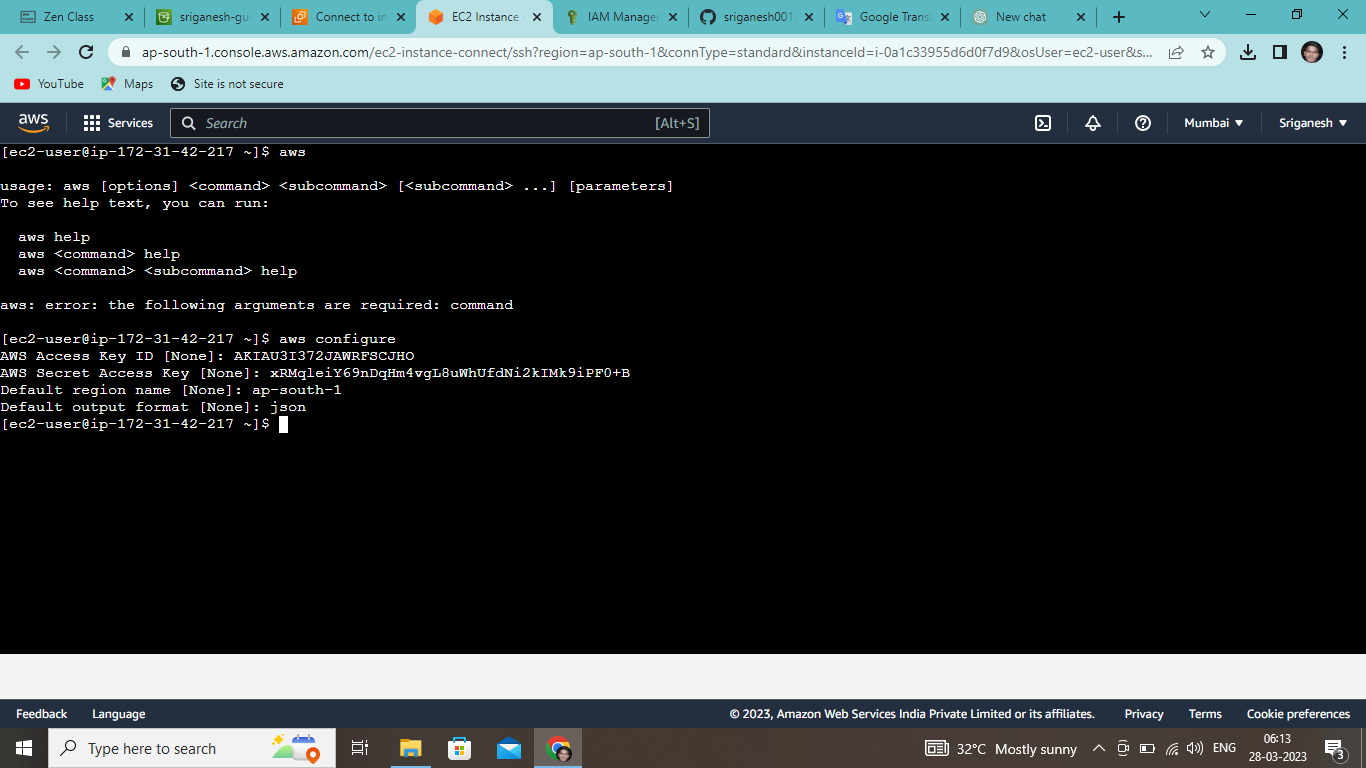 Zen Class
sriganesh-gu
Connect to in
EC2 Instance
IAM Manage
sriganesh001
Google Trans
New chat
ap-south-1.console.aws.amazon.com/ec2-instance-connect/ssh?region=ap-south-1&connType=standard&instanceId=i-0a1c33955d6d0f7d9&osUser=ec2-user&s...
YouTube
Maps
Site is not secure
aws
Services
Search
[Alt+S]
Mumbai
Sriganesh
[ec2-user@ip-172-31-42-217 ~]$ aws
usage: aws [options] <command> <subcommand> [<subcommand> ...] [parameters]
To see help text, you can run:
aws help
aws <command> help
aws <command> <subcommand> help
aws: error: the following arguments are required: command
[ec2-user@ip-172-31-42-217 ~]$ aws configure
AWS Access Key ID [None]: AKIAU3I372JAWRFSCJHO
AWS Secret Access Key [None]: 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
Default region name [None]: ap-south-1
Default output format [None]: json
[ec2-user@ip-172-31-42-217 ~]$
Feedback
Language
© 2023, Amazon Web Services India Private Limited or its affiliates.
Privacy
Terms
Cookie preferences
Type here to search
32°C Mostly sunny
ENG
06:13
28-03-2023
3